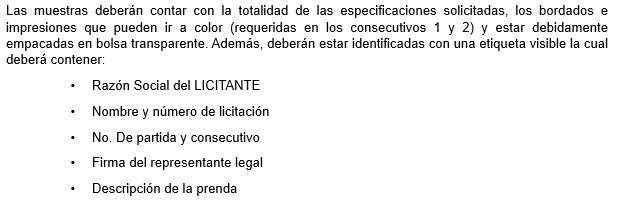 Las muestras deberán contar con la totalidad de las especificaciones solicitadas, los bordados e
impresiones que pueden ir a color (requeridas en los consecutivos 1 y 2) y estar debidamente
empacadas en bolsa transparente. Además, deberán estar identificadas con una etiqueta visible la cual
deberá contener:
• Razón Social del LICITANTE
• Nombre y número de licitación
• No. De partida y consecutivo
• Firma del representante legal
• Descripción de la prenda